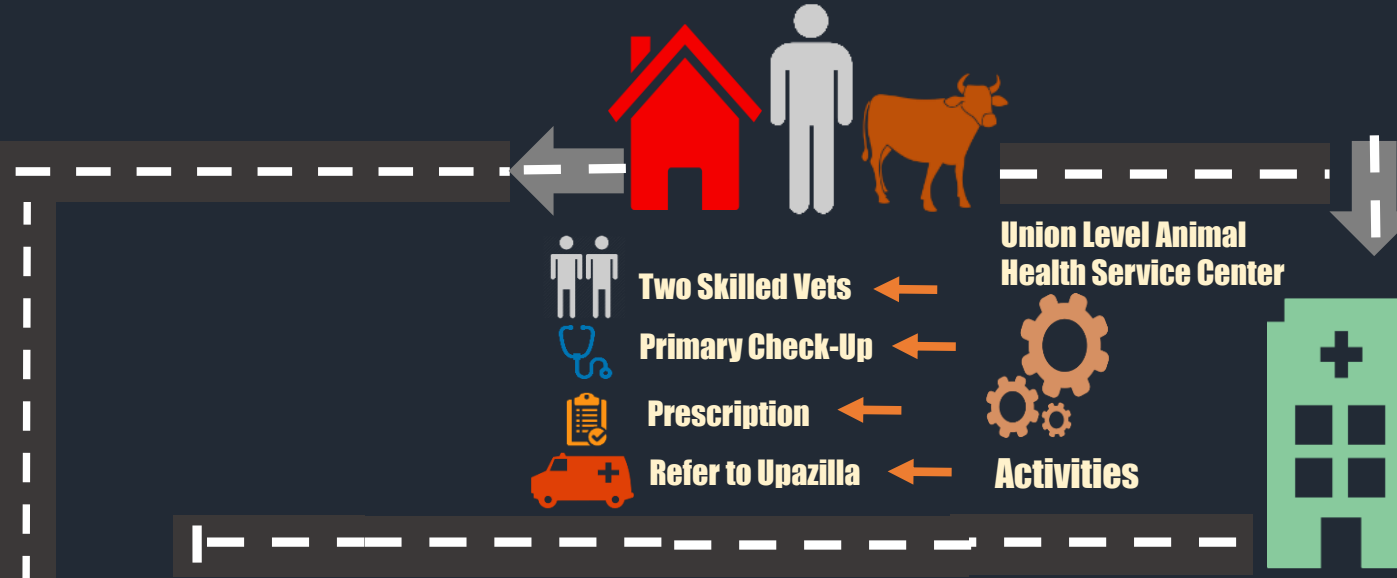 Union Level Animal
Health Service Center
Two Skilled Vets
Primary Check-Up
Prescription
Refer to Upazilla
Activities